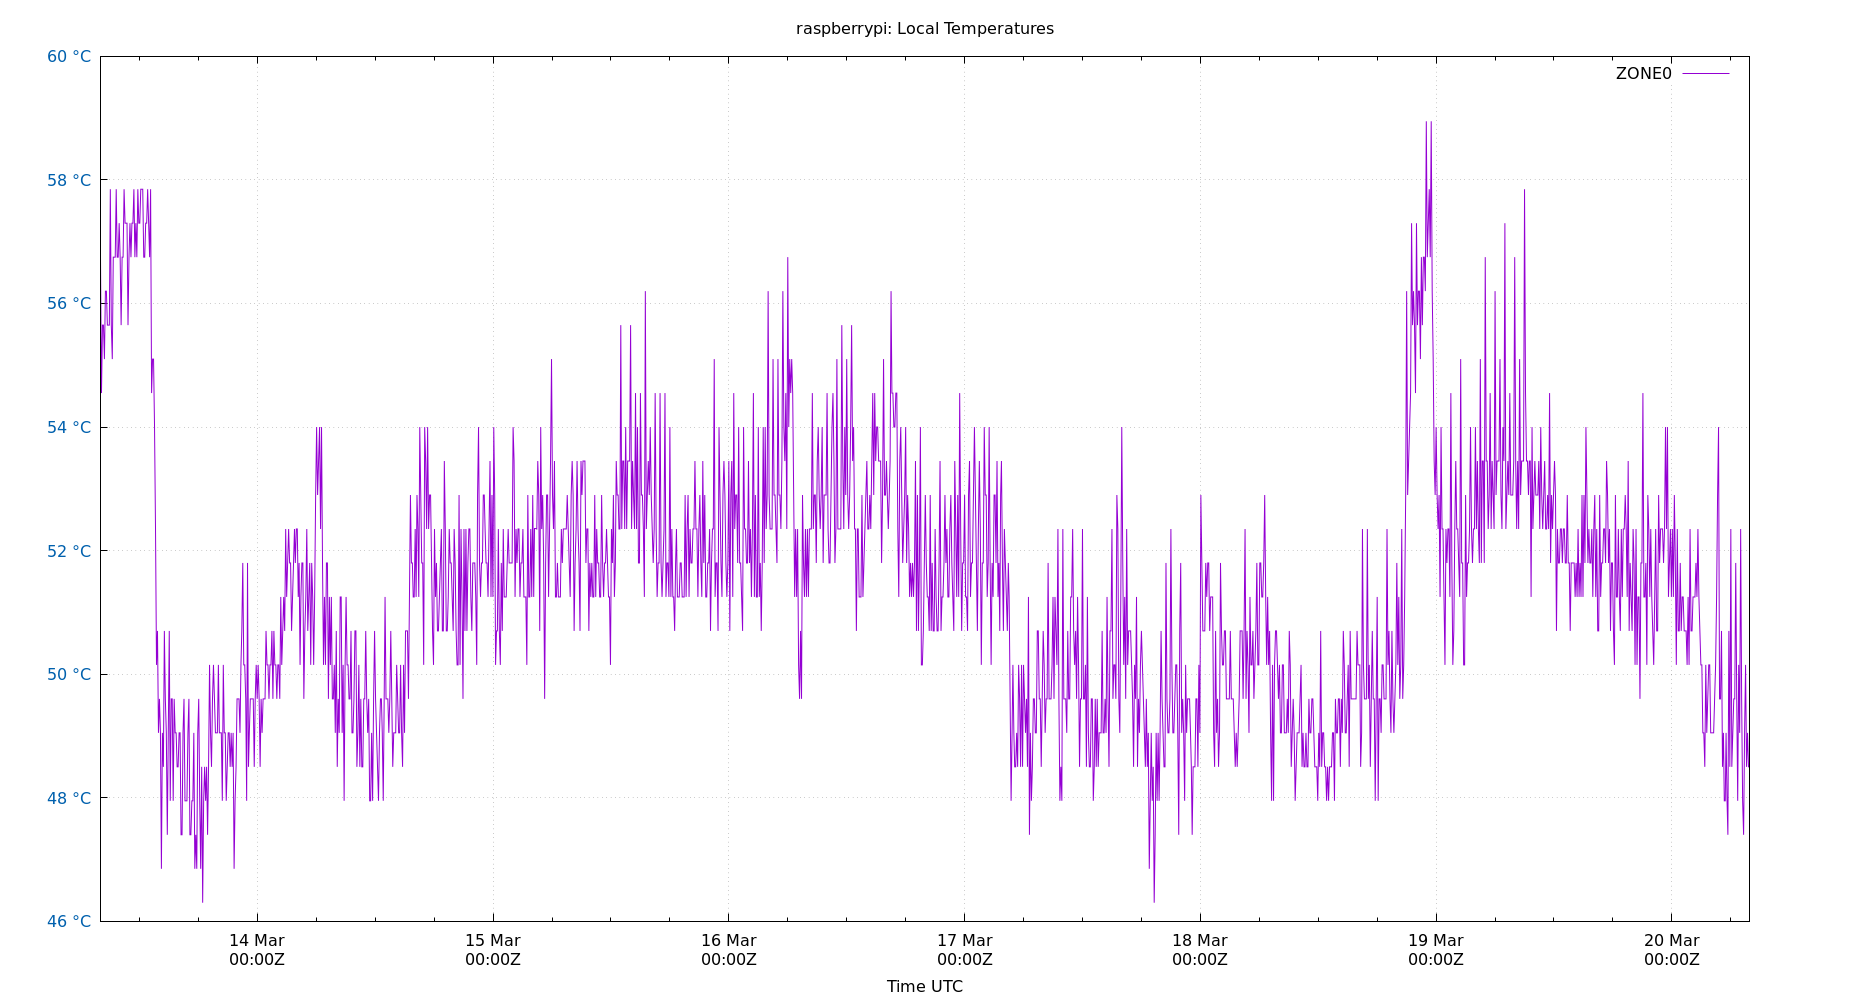 raspberrypi: Local Temperatures
60 °C
ZONE0
58 °C
56 °C
54 °C
52 °C
50 °C
48 °C
46 °C
14 Mar 15 Mar 16 Mar 17 Mar 18 Mar 19 Mar 20 Mar
00:00Z 00:00Z 00:00Z 00:00Z 00:00Z 00:00Z 00:00Z
Time UTC